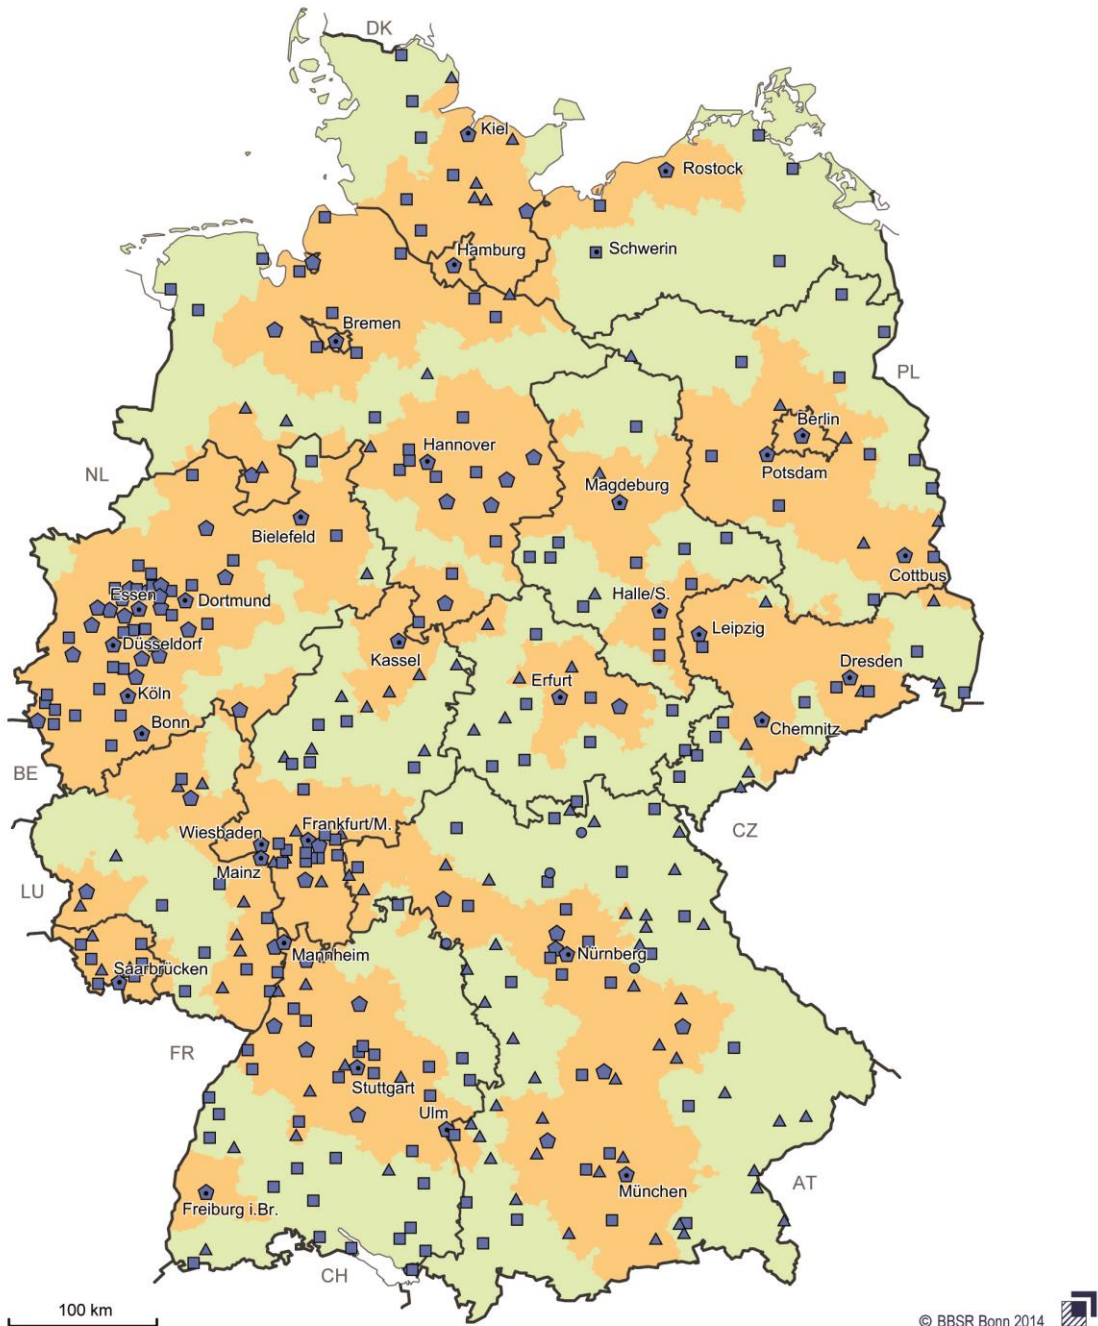 DK
Kiel
Rostock
Hamburg
Schwerin
Bremen
PL
Berlin
Hannover
Potsdam
NL
Magdeburg
Bielefeld
Cottbus
Essen
Dortmund
Halle/S.
Leipzig
Düsseldorf
Kassel
Dresden
Erfurt
Köln
Bonn
Chemnitz
BE
Frankfurt/M.
Wiesbaden
CZ
Mainz
LU
Mannheim
Nürnberg
Saarbrücken
FR
Stuttgart
Ulm
AT
München
Freiburg i.Br.
CH
100 km
© BBSR Bonn 2014